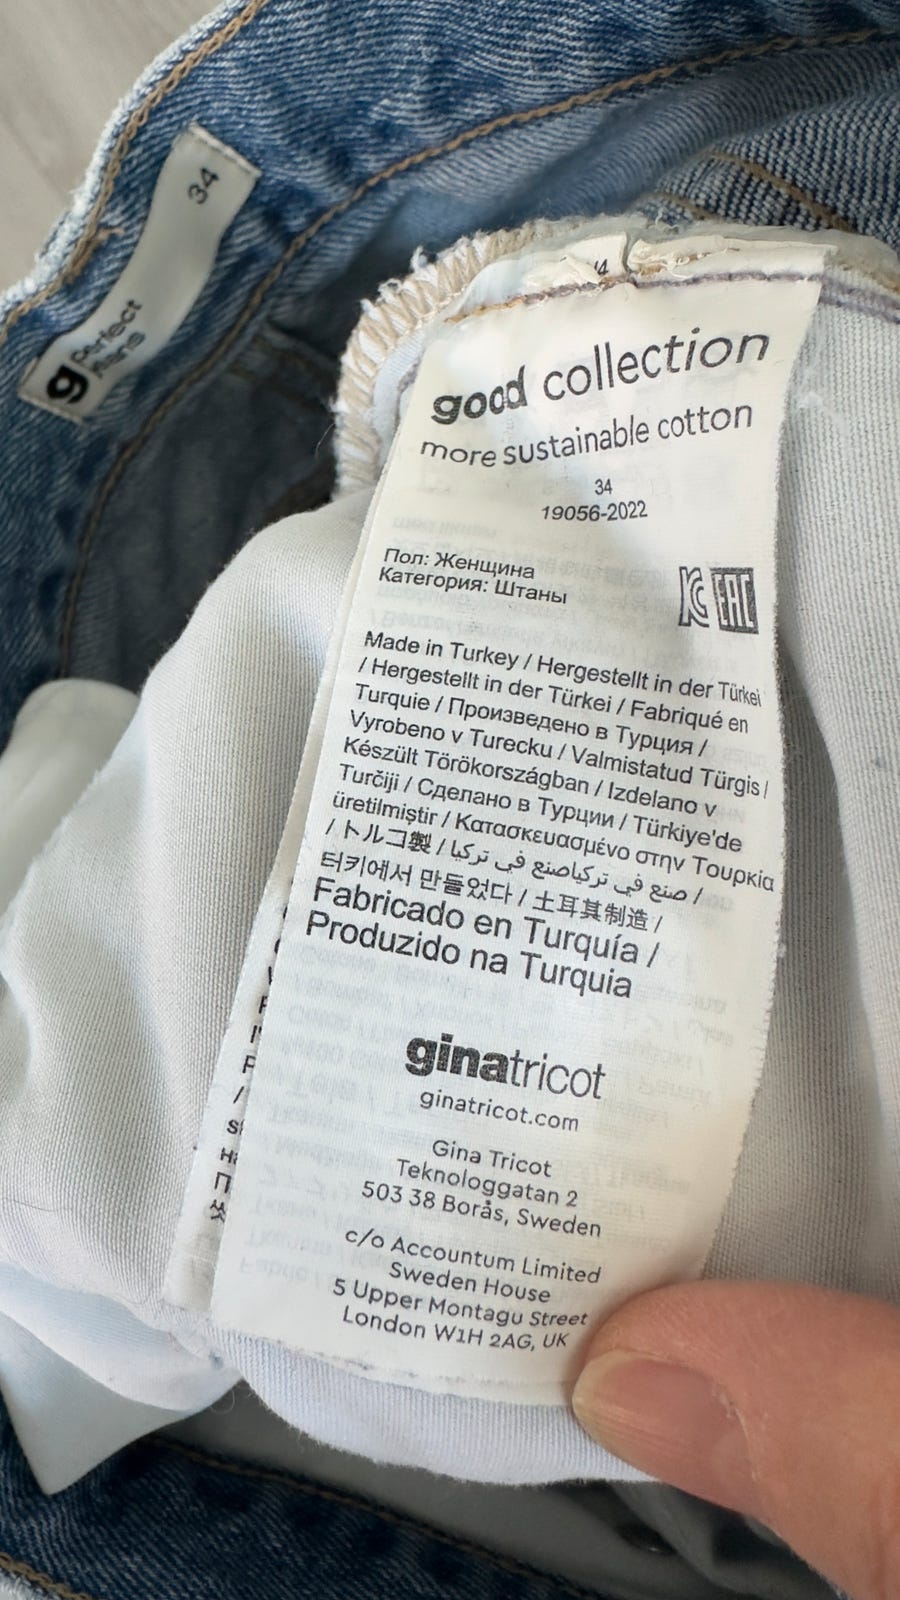 34
g perfect
jeans
good collection
more sustainable cotton
34
19056-2022
Пол: Женщина
Категория: Штаны
EAC
Made in Turkey / Hergestellt in der Türkei
/ Hergestellt in der Türkei / Fabriqué en
Turquie / Произведено в Турция /
Vyrobeno v Turecku / Valmistatud Türgis /
Készült Törökországban / Izdelano v
Turčiji / Сделано в Турции / Türkiye'de
üretilmiştir / Κατασκευασμένο στην Τουρκία
/ トルコ製 / صنع في تركياصنع في تركيا /
터키에서 만들었다 / 土耳其制造 /
Fabricado en Turquía /
Produzido na Turquia
ginatricot
ginatricot.com
Gina Tricot
Teknologgatan 2
503 38 Borås, Sweden
c/o Accountum Limited
Sweden House
5 Upper Montagu Street
London W1H 2AG, UK